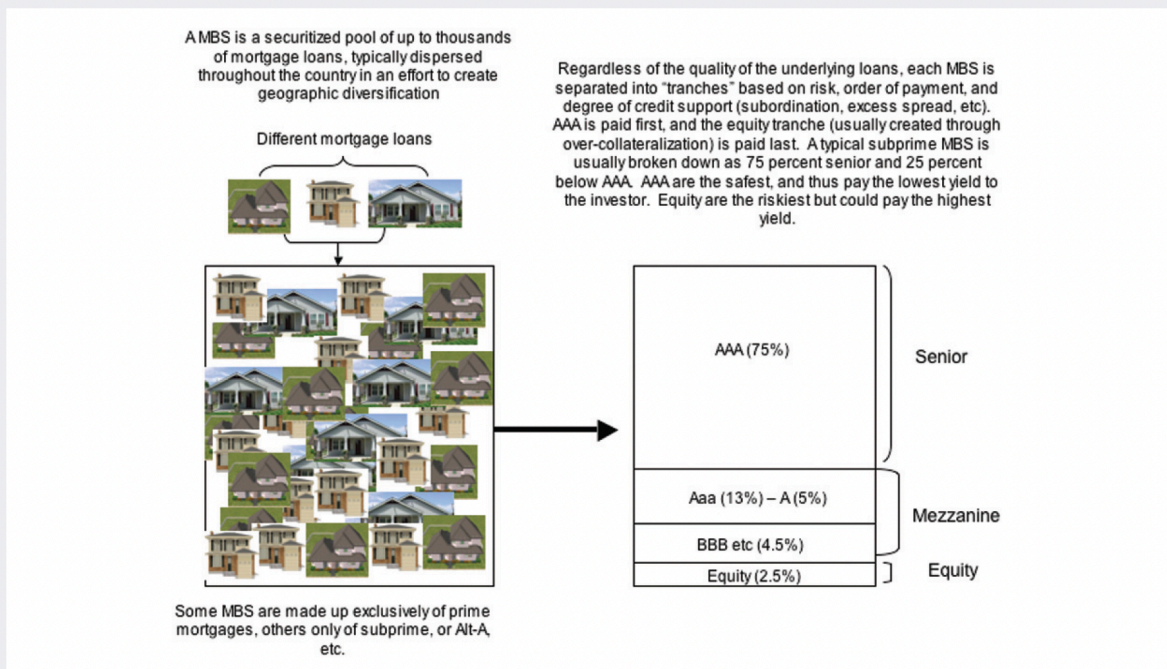 A MBS is a securitized pool of up to thousands
of mortgage loans, typically dispersed
throughout the country in an effort to create
geographic diversification
Different mortgage loans
Some MBS are made up exclusively of prime
mortgages, others only of subprime, or Alt-A,
etc.
Regardless of the quality of the underlying loans, each MBS is
separated into “tranches” based on risk, order of payment, and
degree of credit support (subordination, excess spread, etc).
AAA is paid first, and the equity tranche (usually created through
over-collateralization) is paid last. A typical subprime MBS is
usually broken down as 75 percent senior and 25 percent
below AAA. AAA are the safest, and thus pay the lowest yield to
the investor. Equity are the riskiest but could pay the highest
yield.
AAA (75%)
Senior
Aaa (13%) – A (5%)
Mezzanine
BBB etc (4.5%)
Equity (2.5%)
Equity